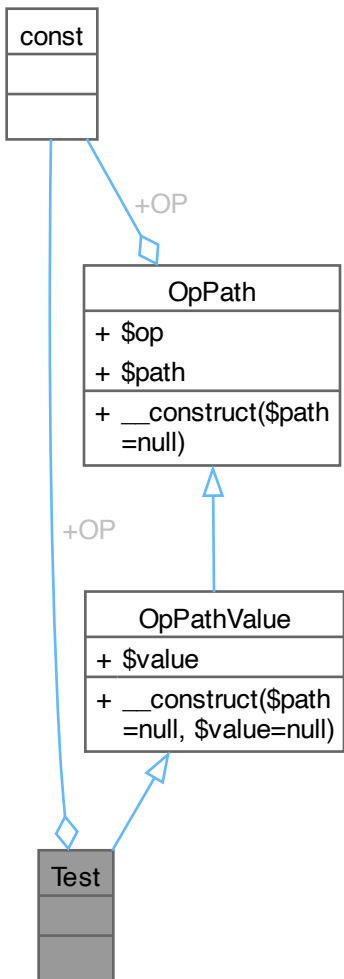 const
+OP
OpPath
+ $op
+ $path
+ __construct($path
=null)
+OP
OpPathValue
+ $value
+ __construct($path
=null, $value=null)
Test